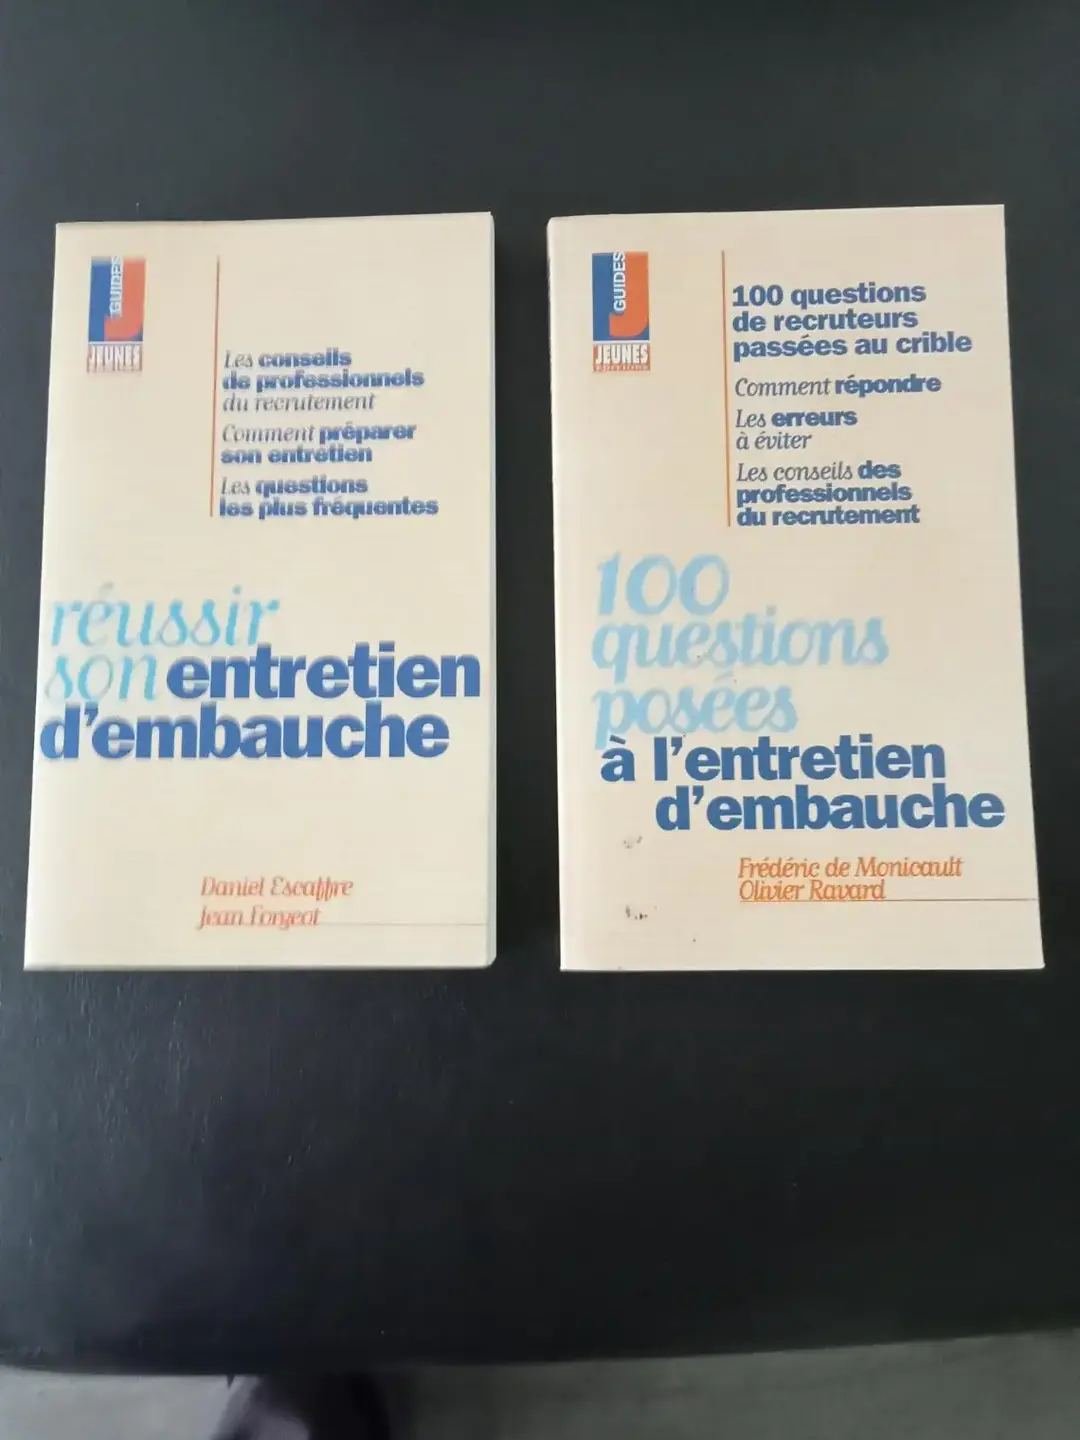 GUIDES
JEUNES
Les conseils
de professionnels
du recrutement
Comment préparer
son entretien
Les questions
les plus fréquentes
réussir
son entretien
d'embauche
Daniel Escaffre
Jean Forgeot
GUIDES
JEUNES
100 questions
de recruteurs
passées au crible
Comment répondre
Les erreurs
à éviter
Les conseils des
professionnels
du recrutement
100
questions
posées
à l'entretien
d'embauche
Frédéric de Monicault
Olivier Ravard